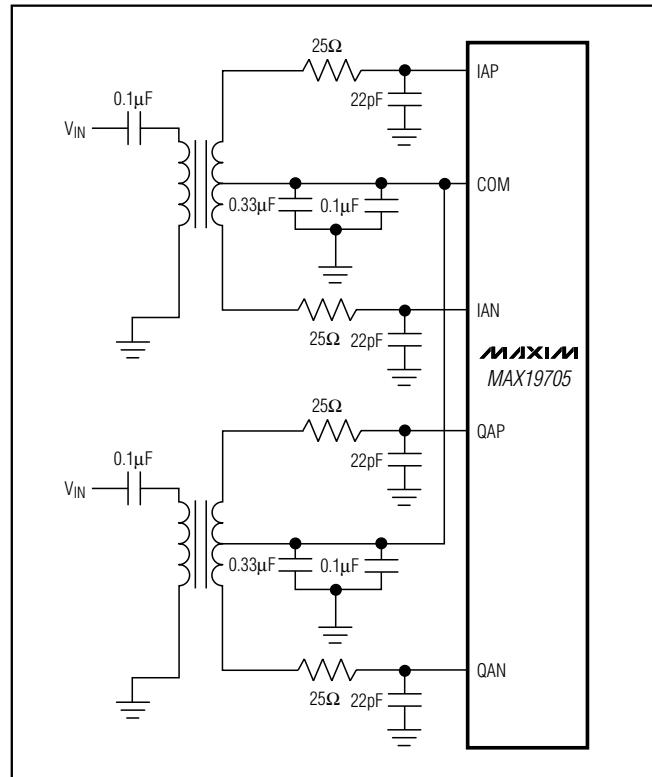 25Ω
IAP
0.1μF
22pF
VIN
COM
0.33μF
0.1μF
IAN
25Ω
22pF
MAXIM
MAX19705
25Ω
QAP
0.1μF
22pF
VIN
0.33μF
0.1μF
QAN
25Ω
22pF